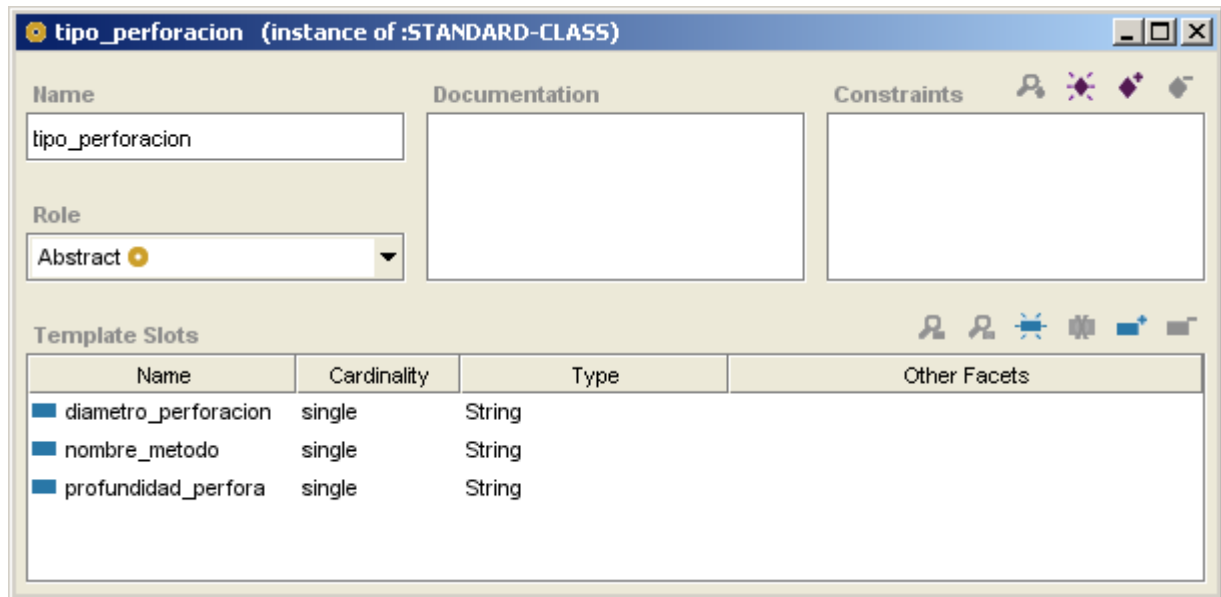 tipo_perforacion (instance of :STANDARD-CLASS)
Name
Documentation
Constraints
tipo_perforacion
Role
Abstract
Template Slots
Name Cardinality Type Other Facets
diametro_perforacion single String
nombre_metodo single String
profundidad_perfora single String